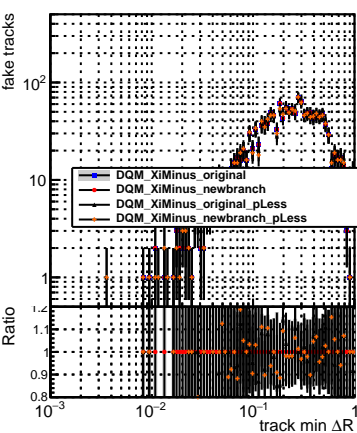 fake tracks
10²
10
1
DQM_XiMinus_original
DQM_XiMinus_newbranch
DQM_XiMinus_original_pLess
DQM_XiMinus_newbranch_pLess
Ratio
1.2
1.1
1
0.9
0.8
10⁻³ 10⁻² 10⁻¹ 1
track min ΔR